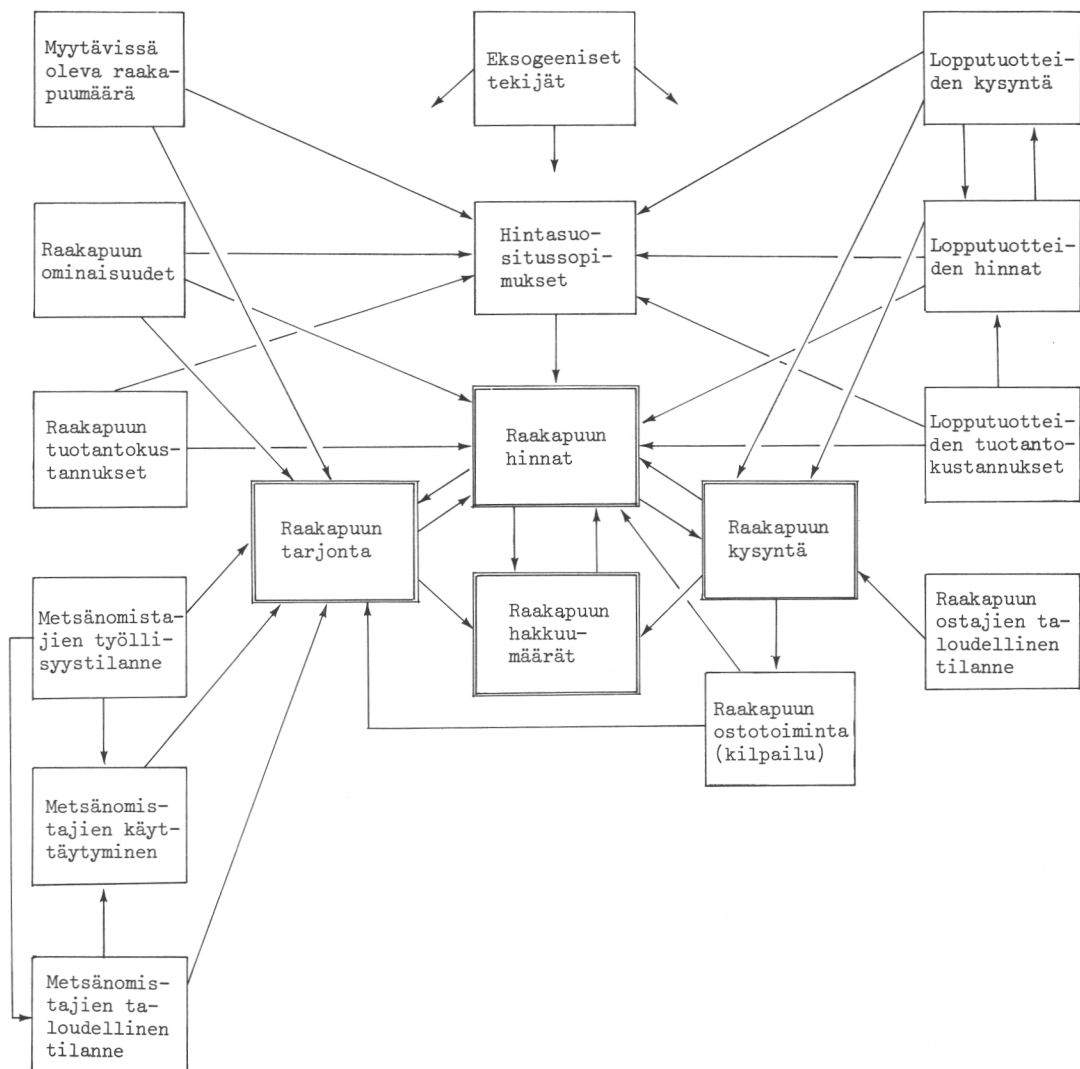 Myytävissä
oleva raaka-
puumäärä
Eksogeeniset
tekijät
Lopputuottei-
den kysyntä
Raakapuun
ominaisuudet
Hintasuo-
situssopi-
mukset
Lopputuottei-
den hinnat
Raakapuun
tuotantokus-
tannukset
Raakapuun
hinnat
Lopputuottei-
den tuotanto-
kustannukset
Raakapuun
tarjonta
Raakapuun
kysyntä
Metsänomista-
jien työlli-
syystilanne
Raakapuun
hakkuu-
määrät
Raakapuun
ostajien ta-
loudellinen
tilanne
Raakapuun
ostotoiminta
(kilpailu)
Metsänomis-
tajien käyt-
täytyminen
Metsänomis-
tajien ta-
loudellinen
tilanne